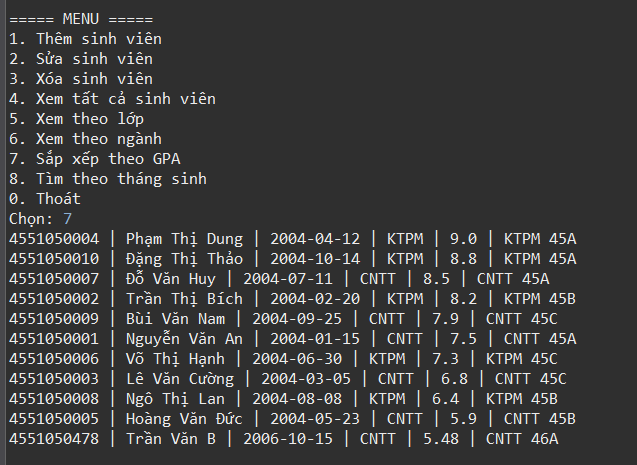 ===== MENU =====
1. Thêm sinh viên
2. Sửa sinh viên
3. Xóa sinh viên
4. Xem tất cả sinh viên
5. Xem theo lớp
6. Xem theo ngành
7. Sắp xếp theo GPA
8. Tìm theo tháng sinh
0. Thoát
Chọn: 7
4551050004 | Phạm Thị Dung | 2004-04-12 | KTPM | 9.0 | KTPM 45A
4551050010 | Đặng Thị Thảo | 2004-10-14 | KTPM | 8.8 | KTPM 45A
4551050007 | Đỗ Văn Huy | 2004-07-11 | CNTT | 8.5 | CNTT 45A
4551050002 | Trần Thị Bích | 2004-02-20 | KTPM | 8.2 | KTPM 45B
4551050009 | Bùi Văn Nam | 2004-09-25 | CNTT | 7.9 | CNTT 45C
4551050001 | Nguyễn Văn An | 2004-01-15 | CNTT | 7.5 | CNTT 45A
4551050006 | Võ Thị Hạnh | 2004-06-30 | KTPM | 7.3 | KTPM 45C
4551050003 | Lê Văn Cường | 2004-03-05 | CNTT | 6.8 | CNTT 45C
4551050008 | Ngô Thị Lan | 2004-08-08 | KTPM | 6.4 | KTPM 45B
4551050005 | Hoàng Văn Đức | 2004-05-23 | CNTT | 5.9 | CNTT 45B
4551050478 | Trần Văn B | 2006-10-15 | CNTT | 5.48 | CNTT 46A